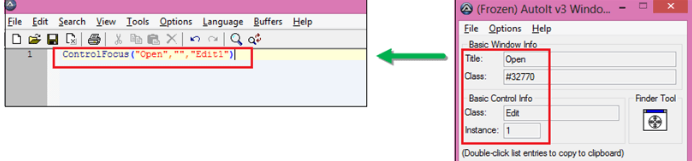 File Edit Search View Tools Options Language Buffers Help
1 ControlFocus("Open","","Edit1")
(Frozen) AutoIt v3 Windo...
File Options Help
Basic Window Info
Title: Open
Class: #32770
Basic Control Info
Class: Edit
Instance: 1
Finder Tool
(Double-click list entries to copy to clipboard)